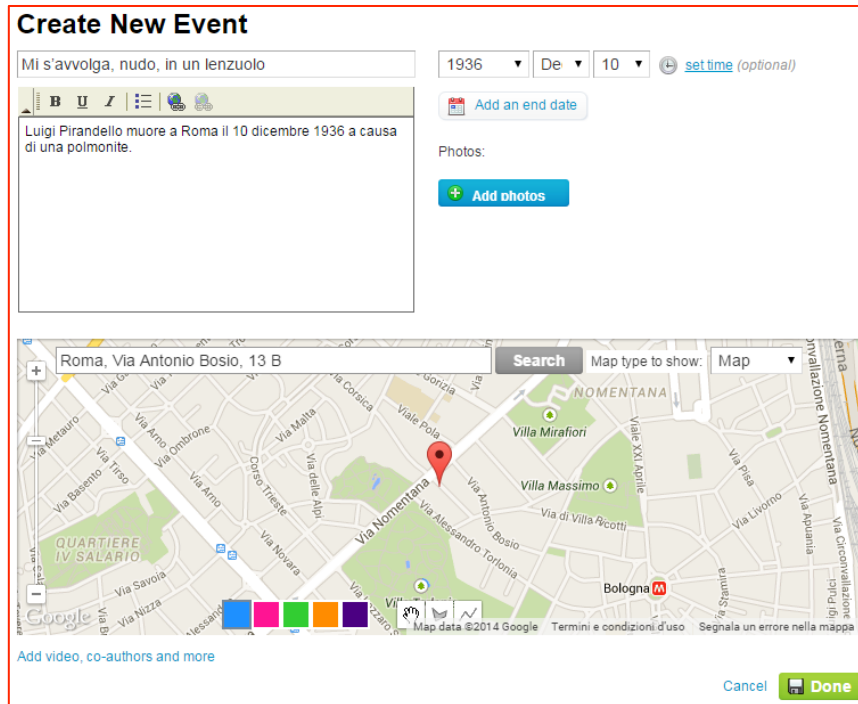 Create New Event
Mi s'avvolga, nudo, in un lenzuolo
1936 De 10 set time (optional)
B U I
Add an end date
Luigi Pirandello muore a Roma il 10 dicembre 1936 a causa
di una polmonite.
Photos:
Add photos
Roma, Via Antonio Bosio, 13 B
Search
Map type to show: Map
Via Corsica
Gorizia
Viale Pola
NOMENTANA
Villa Mirafiori
Via Malta
Via Arno
Via Ombrone
Via Metauro
Via Tirso
Via Basento
Corso Trieste
Via delle Alpi
Via Arno
Via Nomentana
Villa Massimo
Viale XXI Aprile
Via Pisa
Via Antonio Bosio
Via di Villa Ricotti
Via Livorno
Via Apuania
Via Alessandro Torlonia
QUARTIERE
IV SALARIO
Via Novara
Via Savoia
Via Nizza
Bologna M
Via Circonvallazione
Google
Map data ©2014 Google Termini e condizioni d'uso Segnala un errore nella mappa
Add video, co-authors and more
Cancel
Done